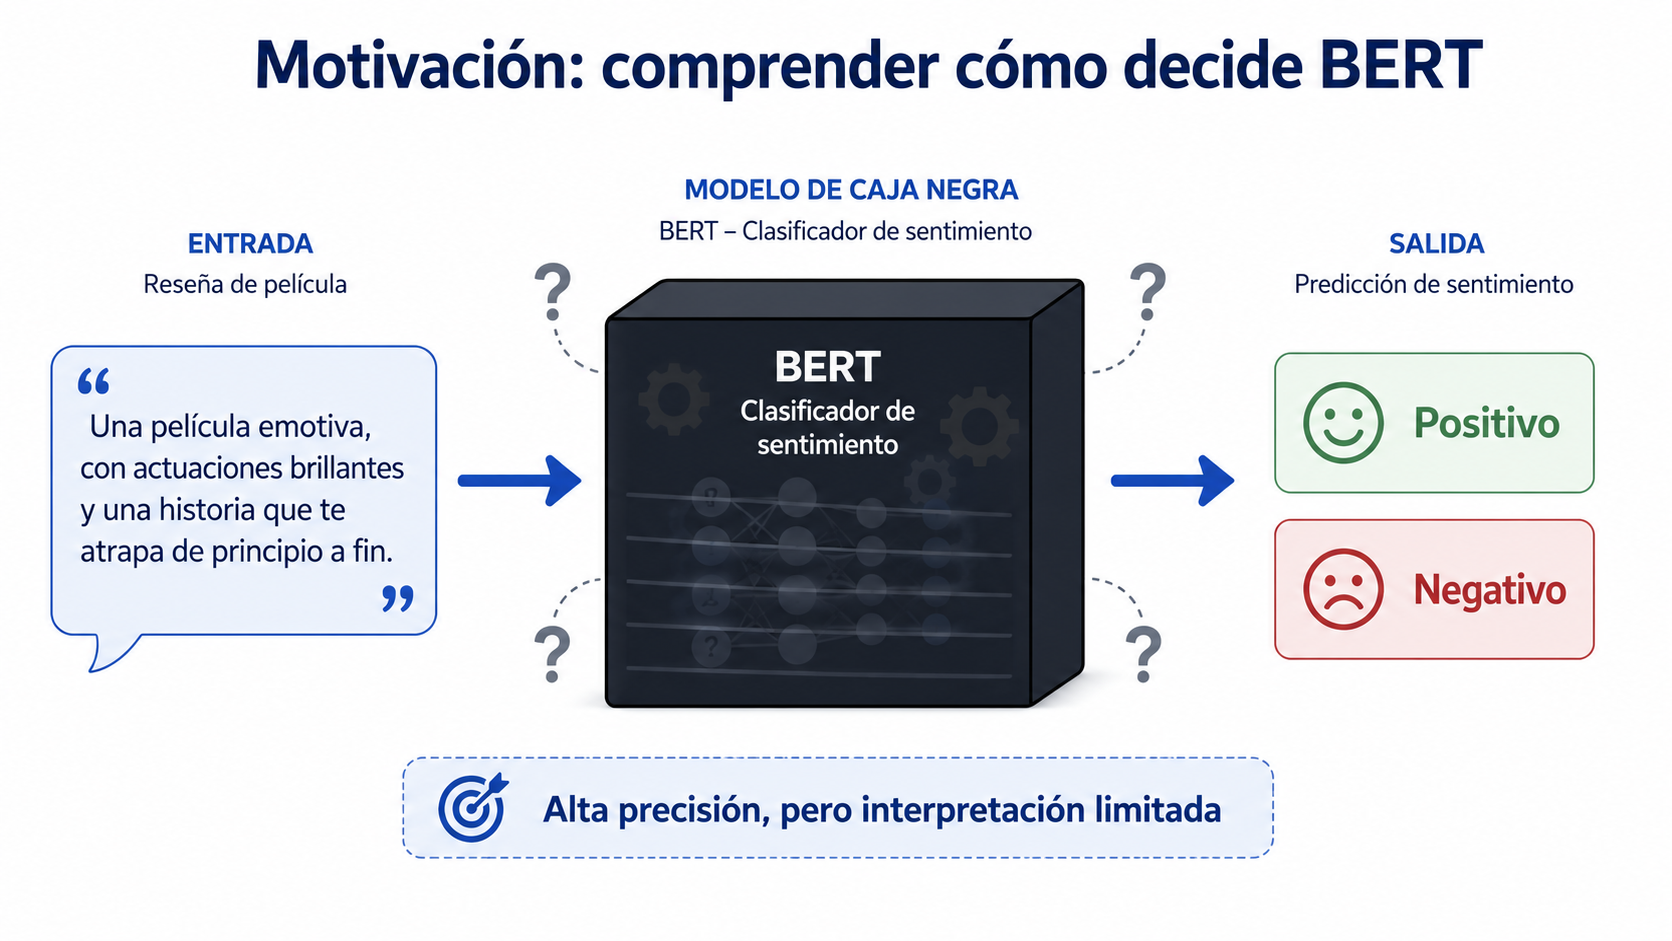 Motivación: comprender cómo decide BERT
MODELO DE CAJA NEGRA
BERT – Clasificador de sentimiento
ENTRADA
Reseña de película
“
Una película emotiva,
con actuaciones brillantes
y una historia que te
atrapa de principio a fin.
”
?
?
?
?
BERT
Clasificador de
sentimiento
?
SALIDA
Predicción de sentimiento
Positivo
Negativo
Alta precisión, pero interpretación limitada